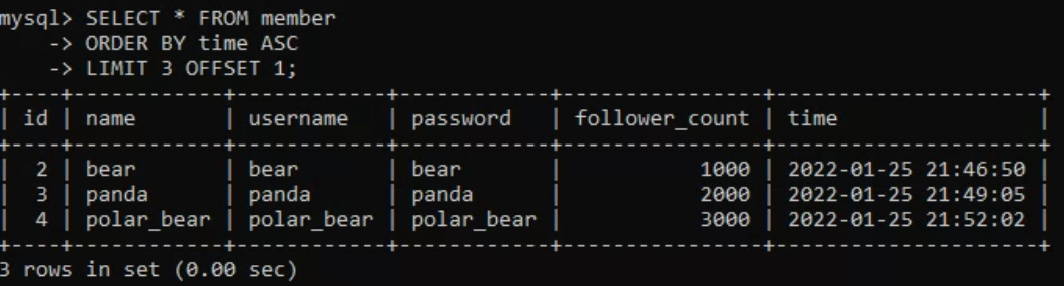 mysql> SELECT * FROM member
    -> ORDER BY time ASC
    -> LIMIT 3 OFFSET 1;
+----+------------+------------+------------+----------------+---------------------+
| id | name       | username   | password   | follower_count | time                |
+----+------------+------------+------------+----------------+---------------------+
|  2 | bear       | bear       | bear       |           1000 | 2022-01-25 21:46:50 |
|  3 | panda      | panda      | panda      |           2000 | 2022-01-25 21:49:05 |
|  4 | polar_bear | polar_bear | polar_bear |           3000 | 2022-01-25 21:52:02 |
+----+------------+------------+------------+----------------+---------------------+
3 rows in set (0.00 sec)